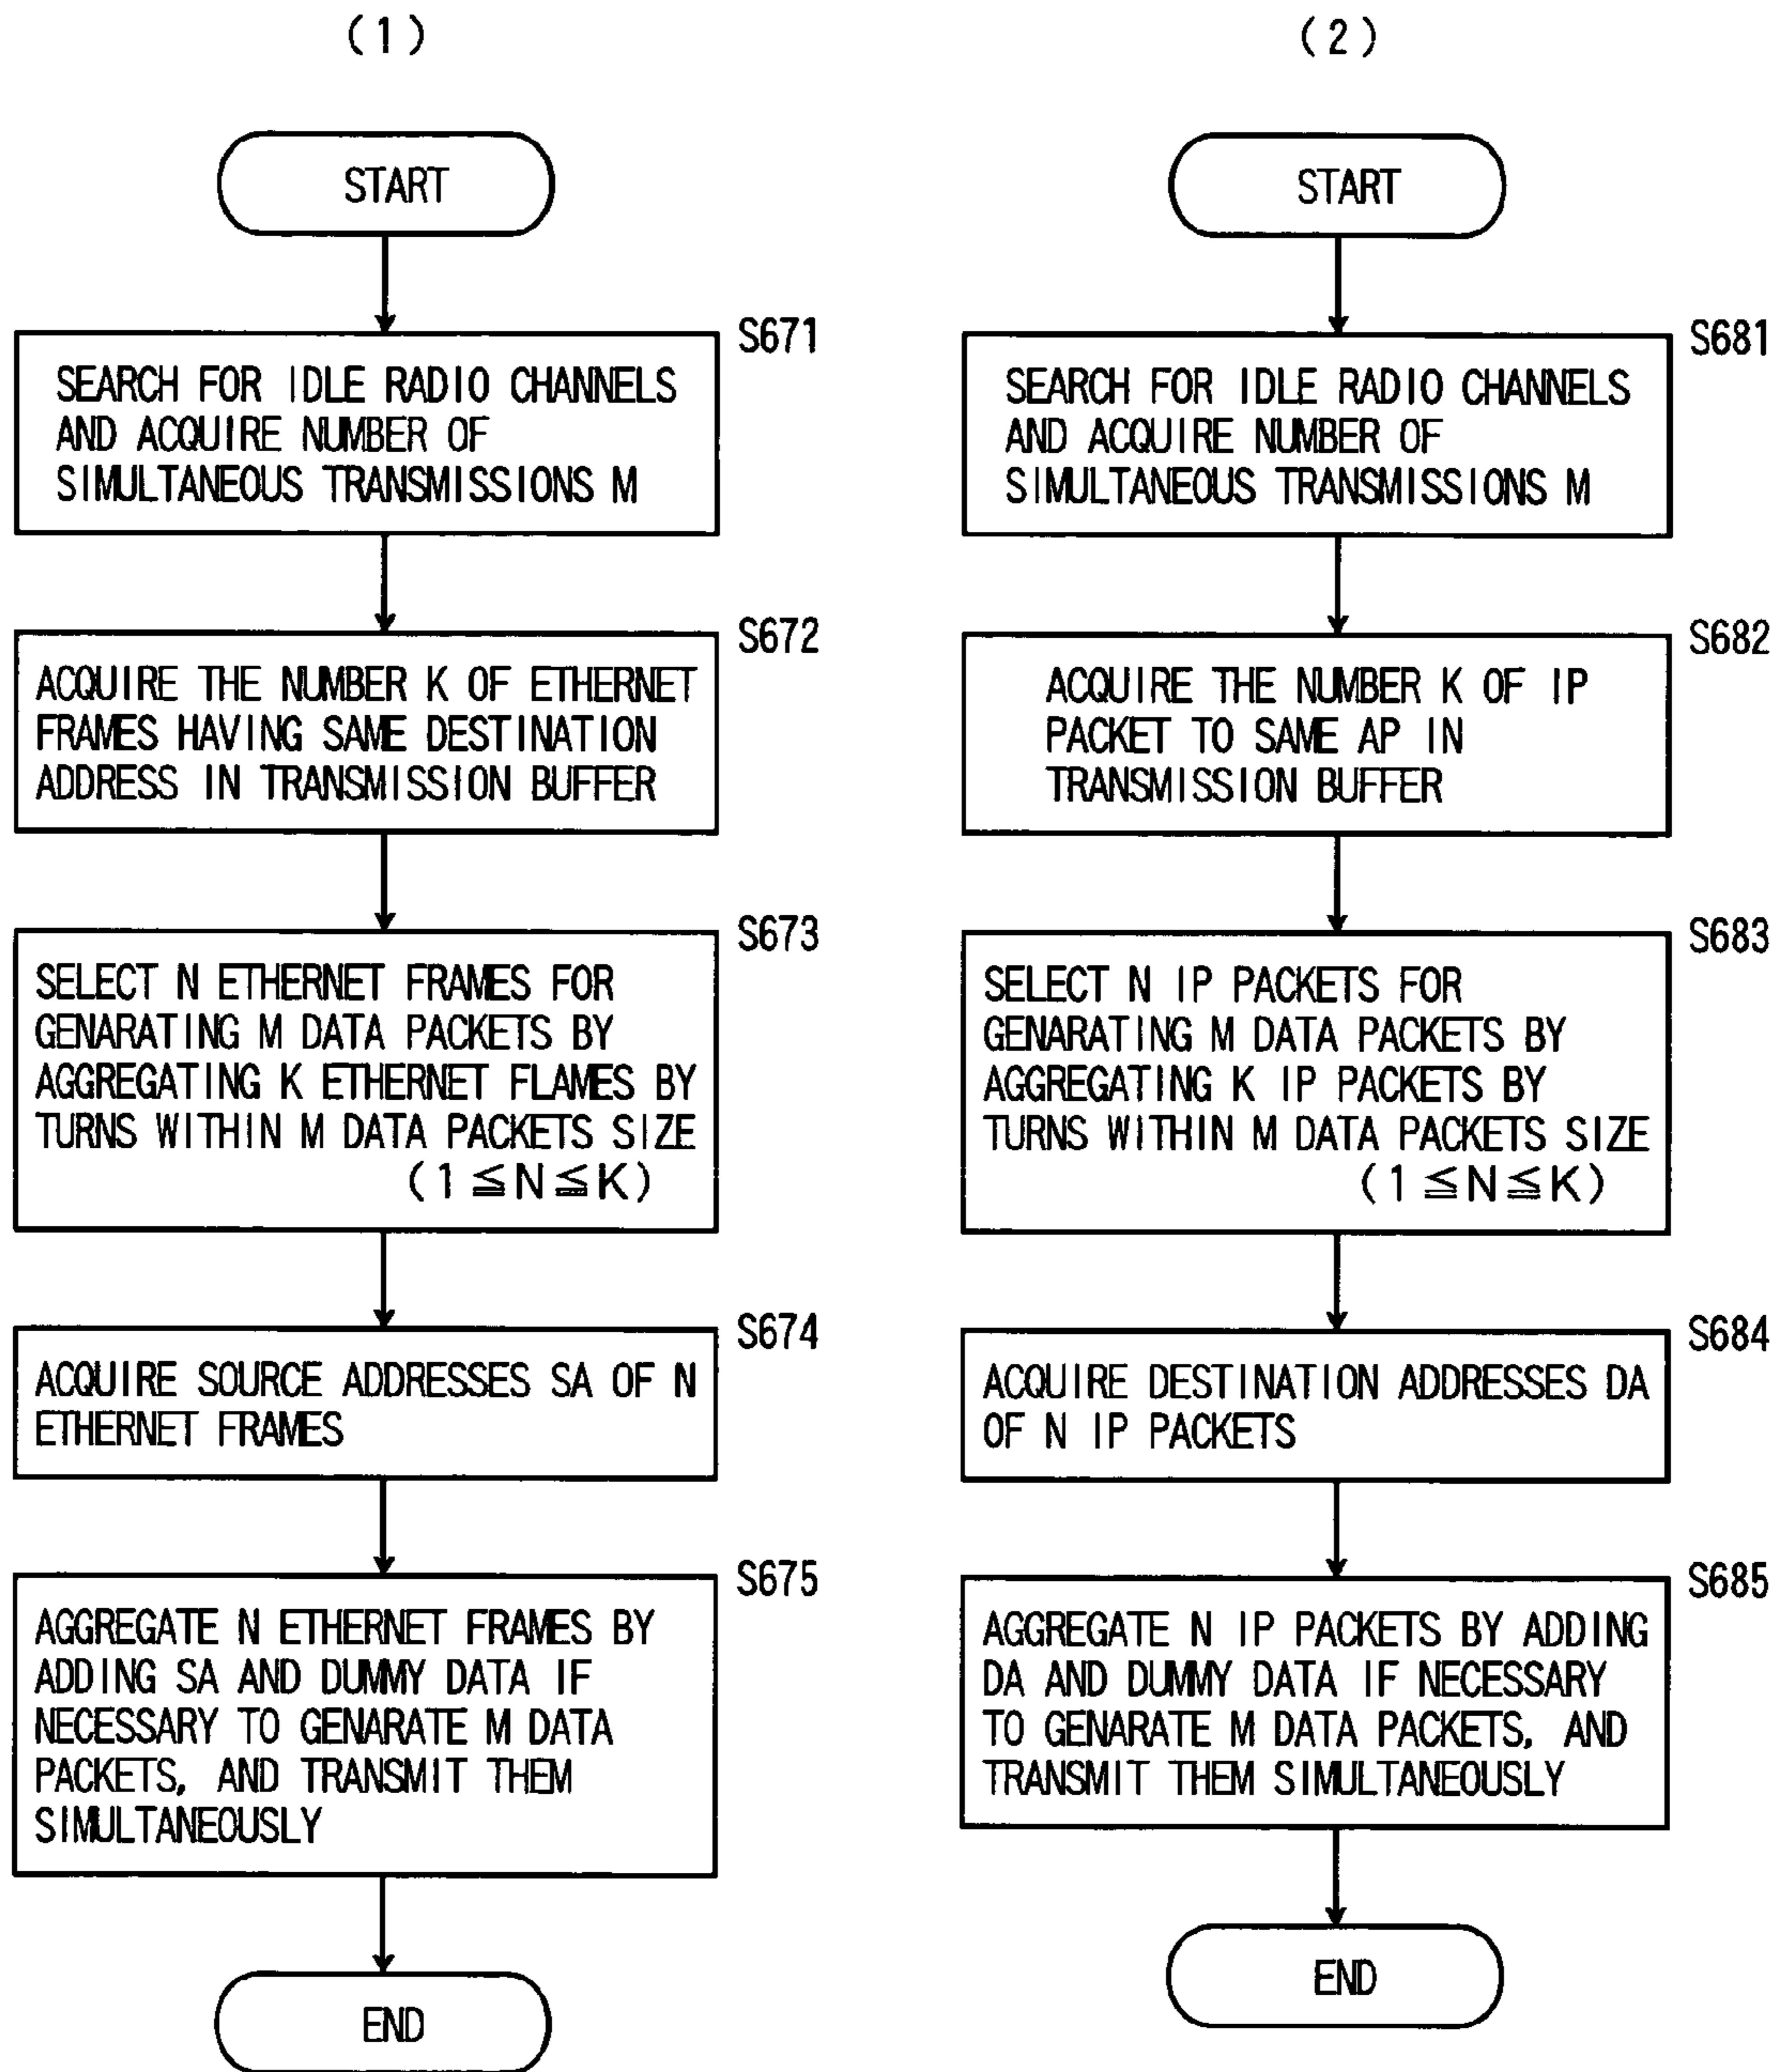 (1)
START
S671
SEARCH FOR IDLE RADIO CHANNELS
AND ACQUIRE NUMBER OF
SIMULTANEOUS TRANSMISSIONS M
S672
ACQUIRE THE NUMBER K OF ETHERNET
FRAMES HAVING SAME DESTINATION
ADDRESS IN TRANSMISSION BUFFER
S673
SELECT N ETHERNET FRAMES FOR
GENARATING M DATA PACKETS BY
AGGREGATING K ETHERNET FLAMES BY
TURNS WITHIN M DATA PACKETS SIZE
(1≦N≦K)
S674
ACQUIRE SOURCE ADDRESSES SA OF N
ETHERNET FRAMES
S675
AGGREGATE N ETHERNET FRAMES BY
ADDING SA AND DUMMY DATA IF
NECESSARY TO GENARATE M DATA
PACKETS, AND TRANSMIT THEM
SIMULTANEOUSLY
END
(2)
START
S681
SEARCH FOR IDLE RADIO CHANNELS
AND ACQUIRE NUMBER OF
SIMULTANEOUS TRANSMISSIONS M
S682
ACQUIRE THE NUMBER K OF IP
PACKET TO SAME AP IN
TRANSMISSION BUFFER
S683
SELECT N IP PACKETS FOR
GENARATING M DATA PACKETS BY
AGGREGATING K IP PACKETS BY
TURNS WITHIN M DATA PACKETS SIZE
(1≦N≦K)
S684
ACQUIRE DESTINATION ADDRESSES DA
OF N IP PACKETS
S685
AGGREGATE N IP PACKETS BY ADDING
DA AND DUMMY DATA IF NECESSARY
TO GENARATE M DATA PACKETS, AND
TRANSMIT THEM SIMULTANEOUSLY
END